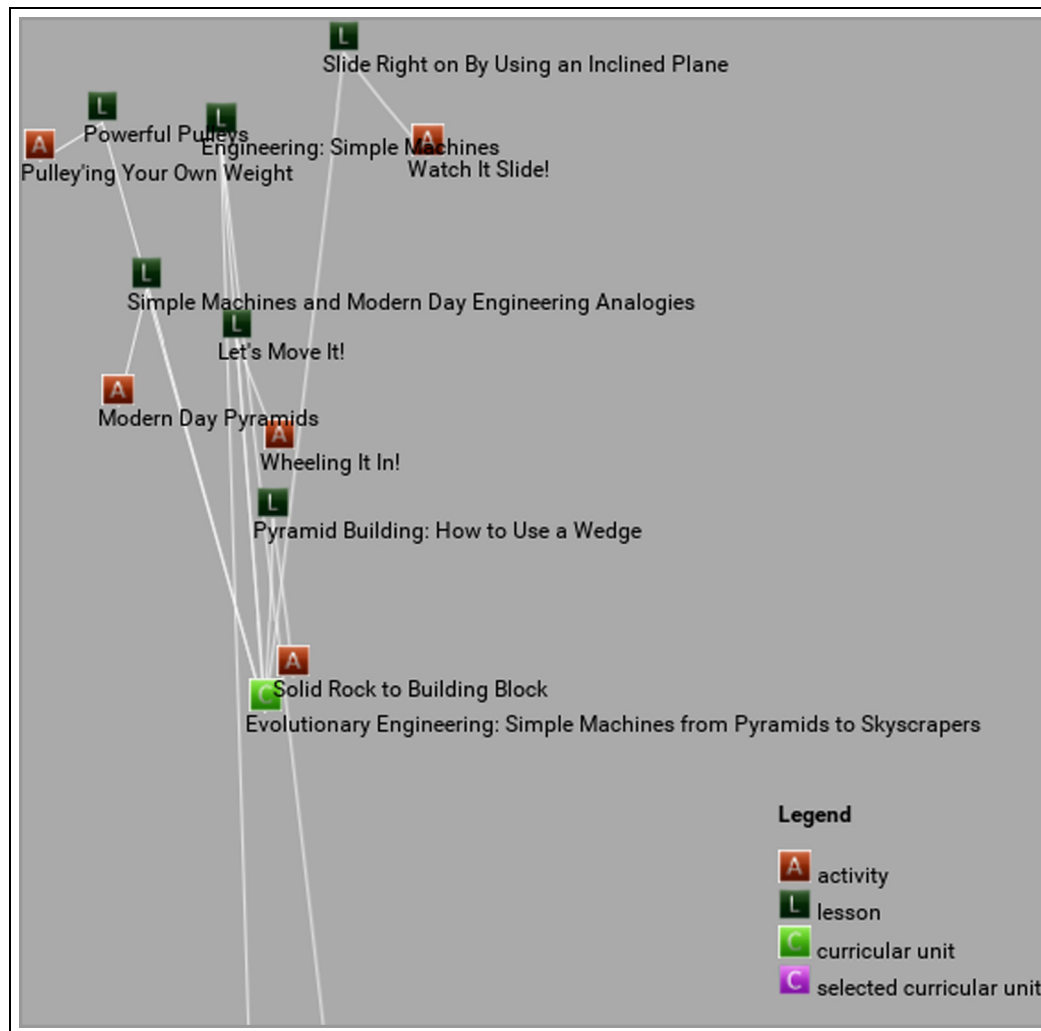 L
Slide Right on By Using an Inclined Plane
L
Powerful Pulleys
L
Engineering: Simple Machines
A
Pulley'ing Your Own Weight
A
Watch It Slide!
L
Simple Machines and Modern Day Engineering Analogies
L
Let's Move It!
A
Modern Day Pyramids
A
Wheeling It In!
L
Pyramid Building: How to Use a Wedge
A
Solid Rock to Building Block
C
Evolutionary Engineering: Simple Machines from Pyramids to Skyscrapers
Legend
A activity
L lesson
C curricular unit
C selected curricular unit